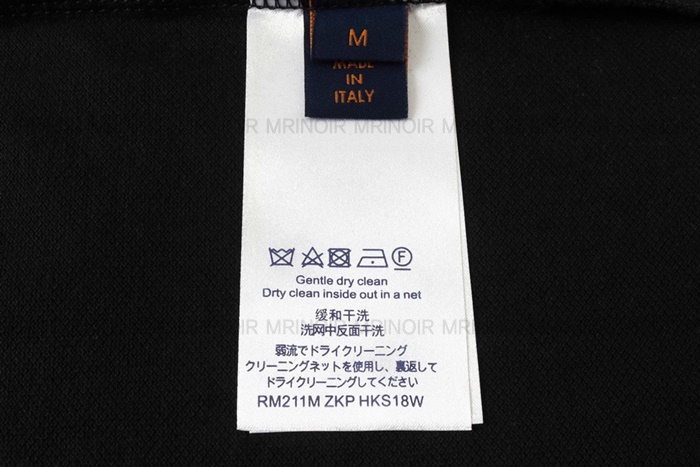 M
MADE
IN
ITALY
MRINOIR MRINOIR MRINOIR MRINOIR
F
Gentle dry clean
Drty clean inside out in a net
缓和干洗
洗网中反面干洗
MRINOIR MRINOIR MRINOIR MRINOIR
弱流でドライクリーニング
クリーニングネットを使用し、裏返して
ドライクリーニングしてください
RM211M ZKP HKS18W